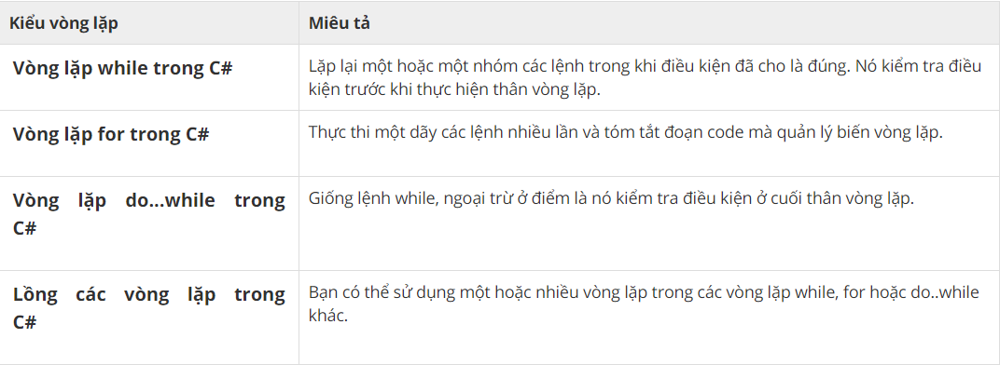 Kiểu vòng lặp
Miêu tả
Vòng lặp while trong C#
Lặp lại một hoặc một nhóm các lệnh trong khi điều kiện đã cho là đúng. Nó kiểm tra điều
kiện trước khi thực hiện thân vòng lặp.
Vòng lặp for trong C#
Thực thi một dãy các lệnh nhiều lần và tóm tắt đoạn code mà quản lý biến vòng lặp.
Vòng lặp do...while trong
C#
Giống lệnh while, ngoại trừ ở điểm là nó kiểm tra điều kiện ở cuối thân vòng lặp.
Lồng các vòng lặp trong
C#
Bạn có thể sử dụng một hoặc nhiều vòng lặp trong các vòng lặp while, for hoặc do..while
khác.